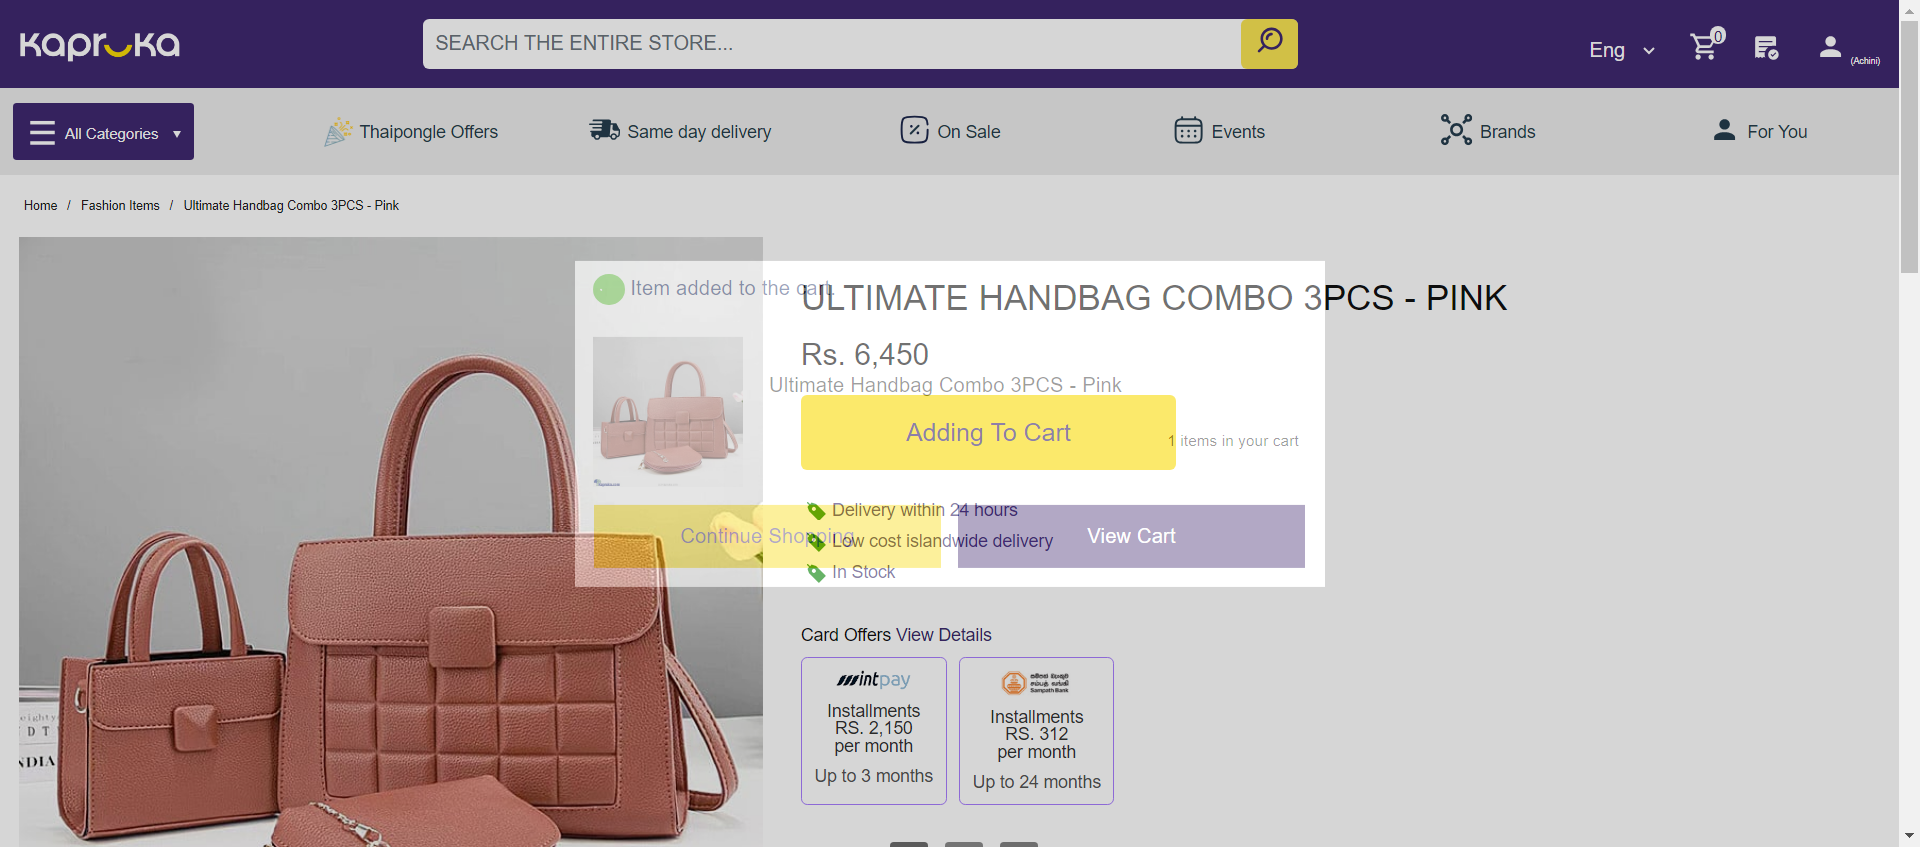 Kapruka
SEARCH THE ENTIRE STORE...
Eng
0
(Achini)
All Categories ▼
Thaipongle Offers
Same day delivery
On Sale
Events
Brands
For You
Home / Fashion Items / Ultimate Handbag Combo 3PCS - Pink
Item added to the cart.
ULTIMATE HANDBAG COMBO 3PCS - PINK
Rs. 6,450
Ultimate Handbag Combo 3PCS - Pink
Adding To Cart
1 items in your cart
Delivery within 24 hours
Continue Shopping
View Cart
Low cost islandwide delivery
In Stock
Card Offers View Details
mintpay
Installments
RS. 2,150
per month
Up to 3 months
Sampath Bank
Installments
RS. 312
per month
Up to 24 months